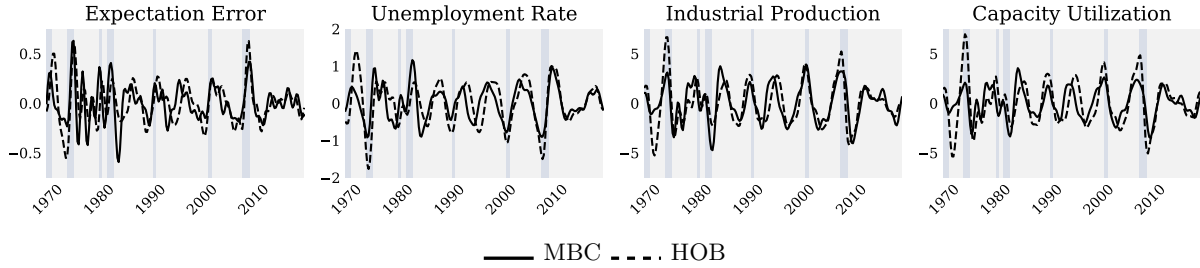 Expectation Error
0.5
0.0
−0.5
1970 1980 1990 2000 2010
Unemployment Rate
2
1
0
−1
−2
1970 1980 1990 2000 2010
Industrial Production
5
0
−5
1970 1980 1990 2000 2010
Capacity Utilization
5
0
−5
1970 1980 1990 2000 2010
MBC HOB